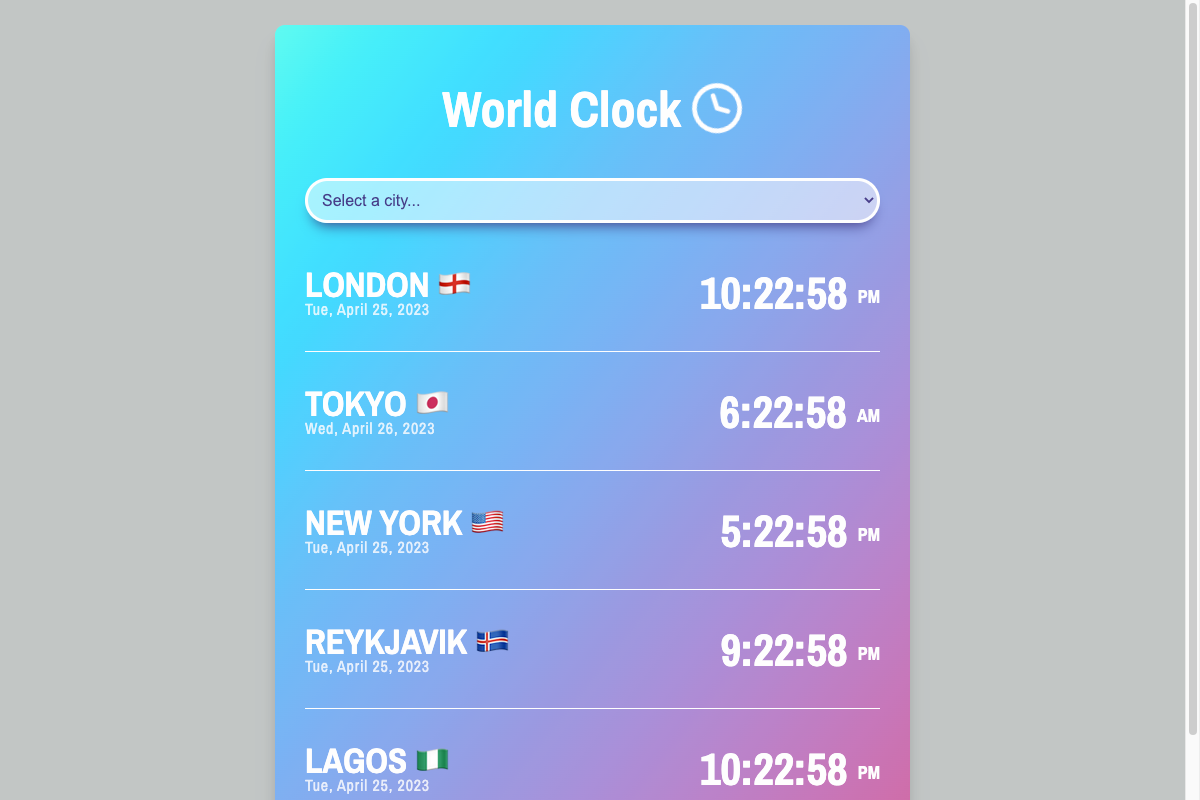 World Clock
Select a city...
LONDON 🏴󠁧󠁢󠁥󠁮󠁧󠁿
10:22:58 PM
Tue, April 25, 2023
TOKYO 🇯🇵
6:22:58 AM
Wed, April 26, 2023
NEW YORK 🇺🇸
5:22:58 PM
Tue, April 25, 2023
REYKJAVIK 🇮🇸
9:22:58 PM
Tue, April 25, 2023
LAGOS 🇳🇬
10:22:58 PM
Tue, April 25, 2023